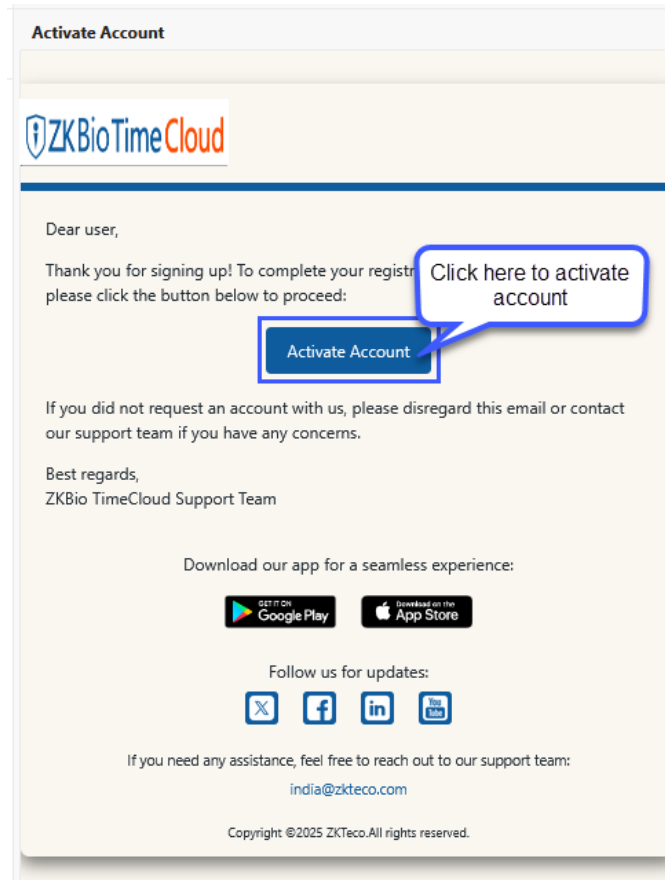 Activate Account
ZKBio TimeCloud
Dear user,
Thank you for signing up! To complete your registr
please click the button below to proceed:
Click here to activate
account
Activate Account
If you did not request an account with us, please disregard this email or contact
our support team if you have any concerns.
Best regards,
ZKBio TimeCloud Support Team
Download our app for a seamless experience:
GET IT ON
Google Play
Download on the
App Store
Follow us for updates:
X
f
in
You
Tube
If you need any assistance, feel free to reach out to our support team:
india@zkteco.com
Copyright ©2025 ZKTeco.All rights reserved.